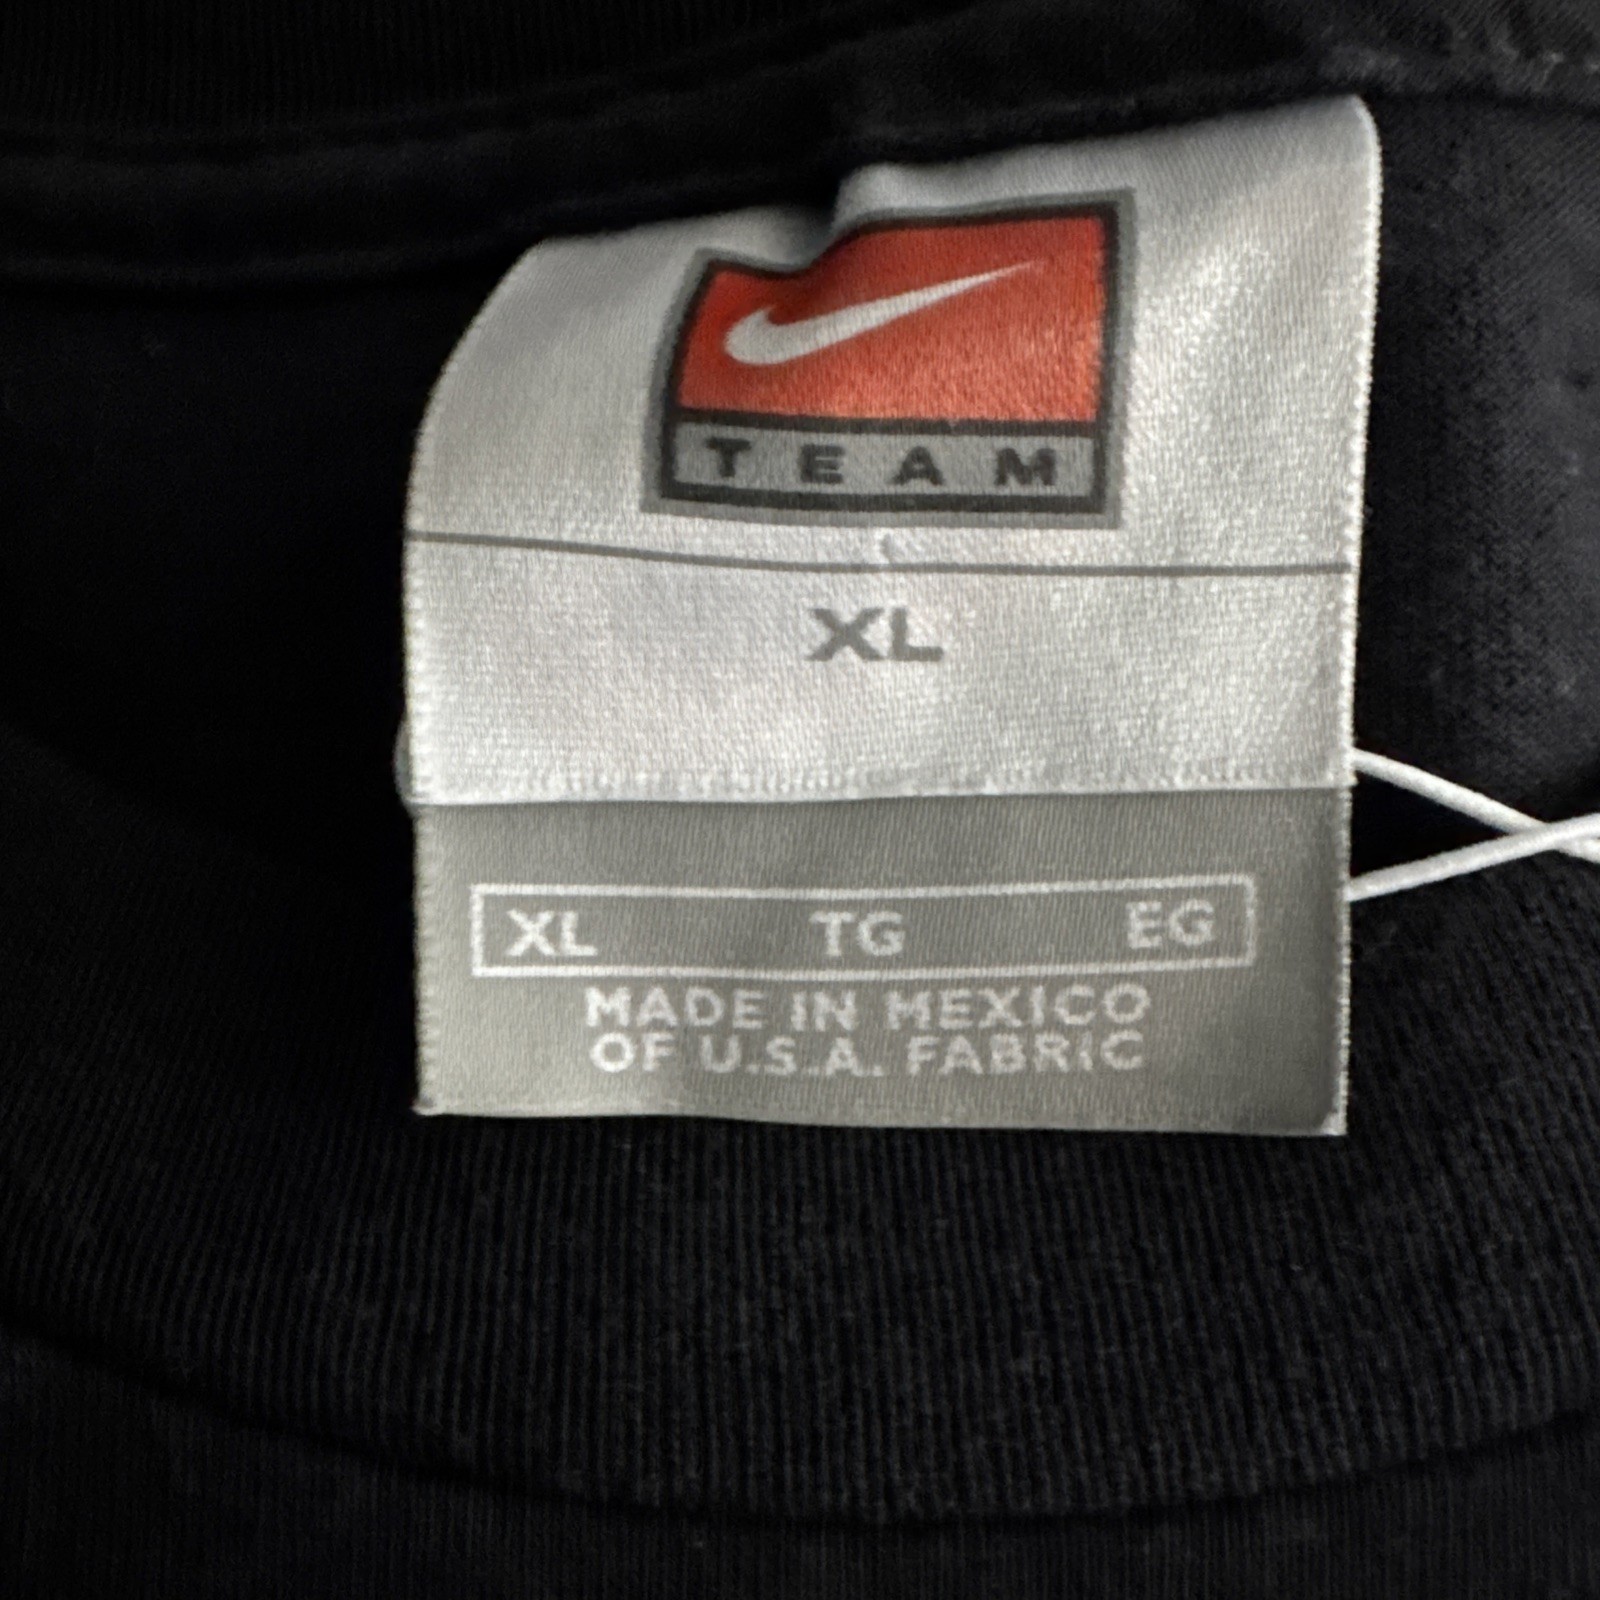 TEAM
XL
XL TG EG
MADE IN MEXICO
OF U.S.A. FABRIC